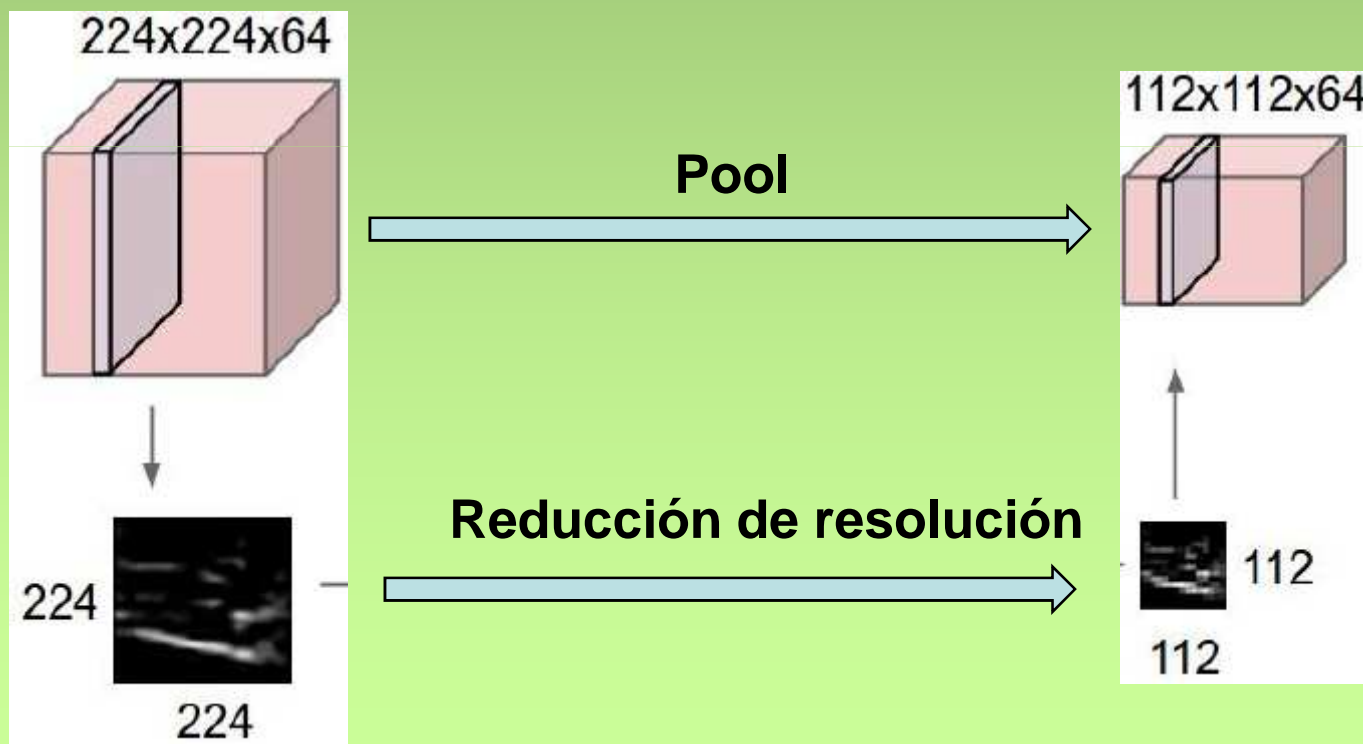 224x224x64
112x112x64
Pool
Reducción de resolución
224
112
112
224